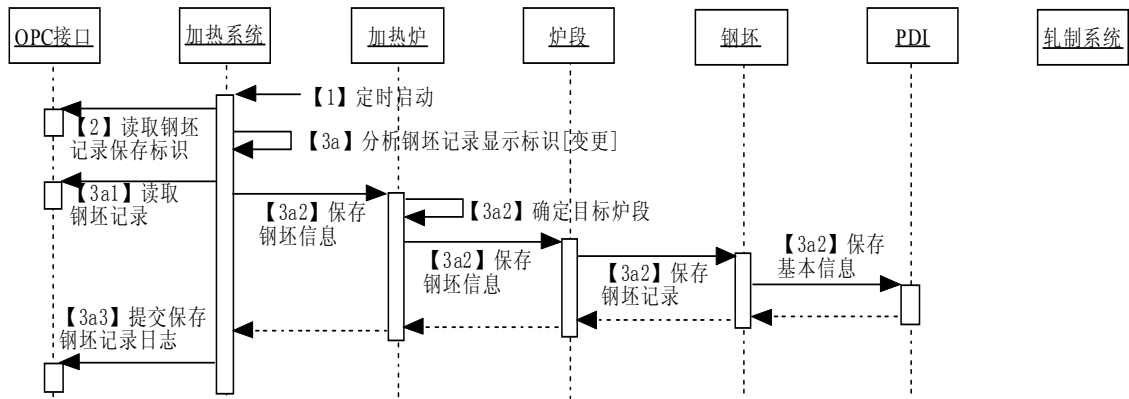 OPC接口
加热系统
加热炉
炉段
钢坯
PDI
轧制系统
【1】定时启动
【2】读取钢坯
记录保存标识
【3a】分析钢坯记录显示标识[变更]
【3a1】读取
钢坯记录
【3a2】保存
钢坯信息
【3a2】确定目标炉段
【3a2】保存
钢坯信息
【3a2】保存
钢坯记录
【3a2】保存
基本信息
【3a3】提交保存
钢坯记录日志